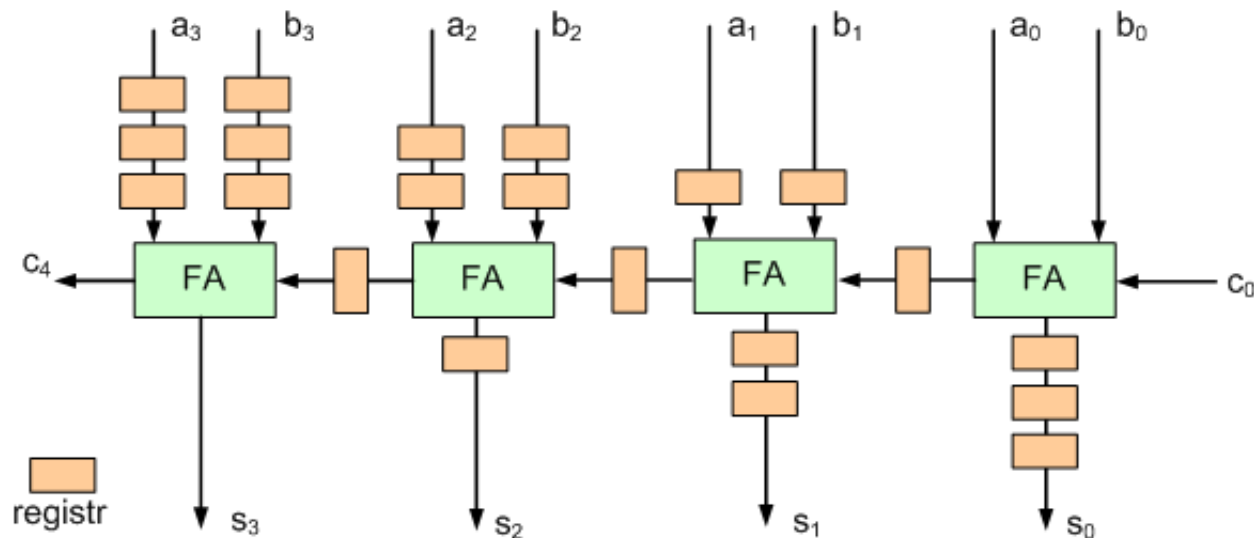 a₃ b₃ a₂ b₂ a₁ b₁ a₀ b₀
c₄ FA FA FA FA c₀
registr
s₃ s₂ s₁ s₀